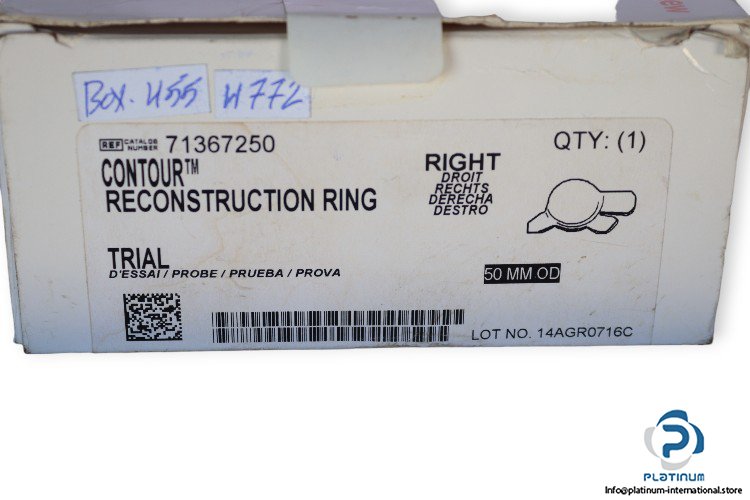 ew
Box. 455 4772
REF CATALOG NUMBER 71367250
CONTOUR™
RECONSTRUCTION RING
RIGHT
DROIT
RECHTS
DERECHA
DESTRO
QTY: (1)
TRIAL
D'ESSAI / PROBE / PRUEBA / PROVA
50 MM OD
LOT NO. 14AGR0716C
PLATINUM
Info@platinum-international.store